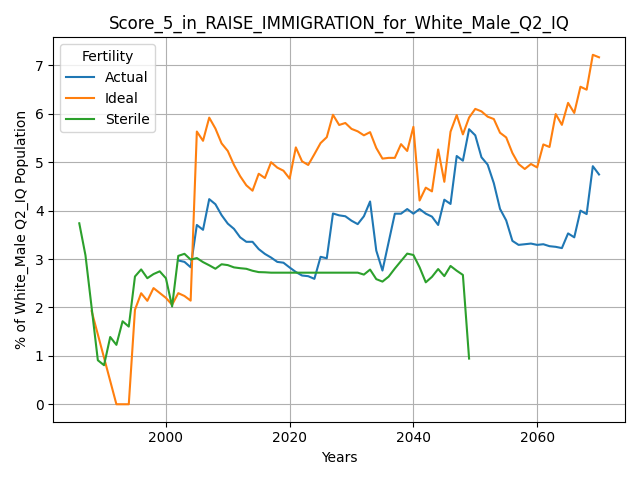 Score_5_in_RAISE_IMMIGRATION_for_White_Male_Q2_IQ
Fertility
Actual
Ideal
Sterile
% of White_Male Q2_IQ Population
7
6
5
4
3
2
1
0
2000 2020 2040 2060
Years